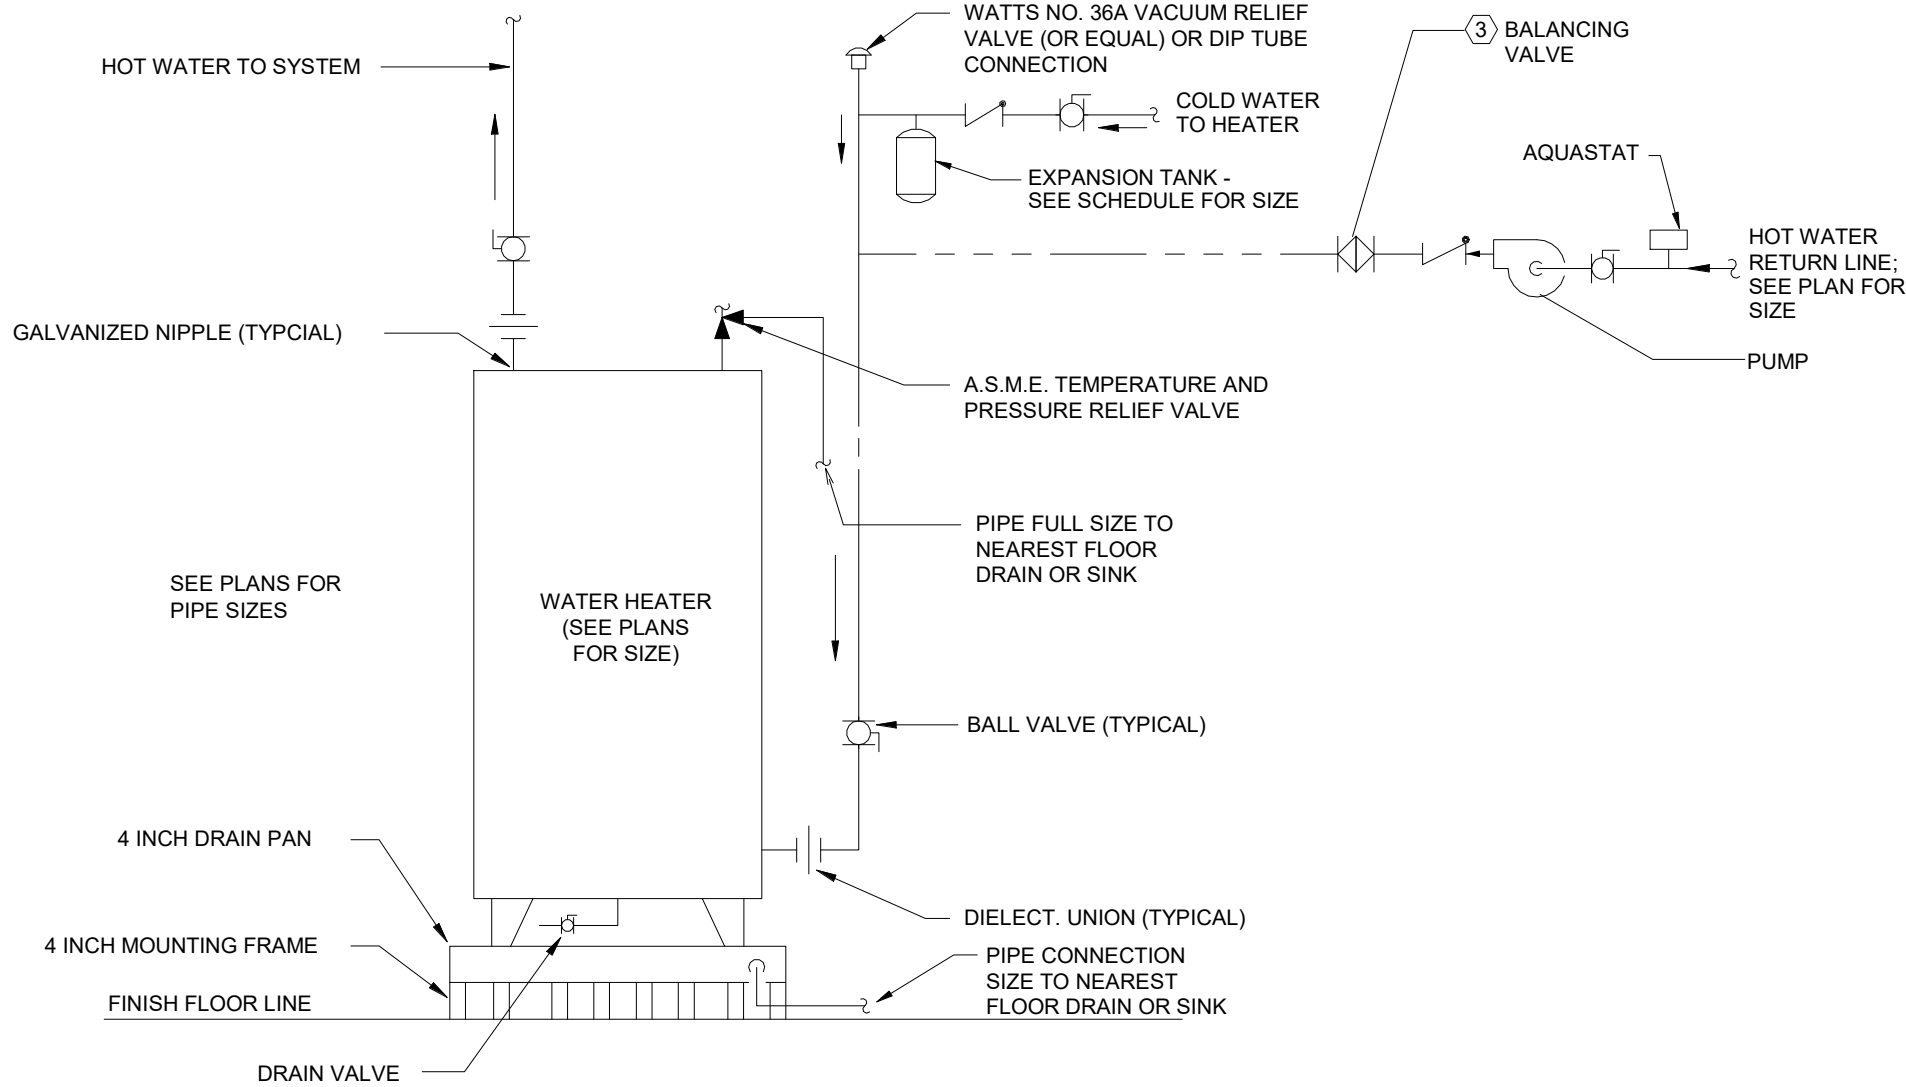 WATTS NO. 36A VACUUM RELIEF
VALVE (OR EQUAL) OR DIP TUBE
CONNECTION
3 BALANCING
VALVE
HOT WATER TO SYSTEM
COLD WATER
TO HEATER
AQUASTAT
EXPANSION TANK -
SEE SCHEDULE FOR SIZE
HOT WATER
RETURN LINE;
SEE PLAN FOR
SIZE
GALVANIZED NIPPLE (TYPCIAL)
PUMP
A.S.M.E. TEMPERATURE AND
PRESSURE RELIEF VALVE
PIPE FULL SIZE TO
NEAREST FLOOR
DRAIN OR SINK
SEE PLANS FOR
PIPE SIZES
WATER HEATER
(SEE PLANS
FOR SIZE)
BALL VALVE (TYPICAL)
4 INCH DRAIN PAN
DIELECT. UNION (TYPICAL)
4 INCH MOUNTING FRAME
PIPE CONNECTION
SIZE TO NEAREST
FLOOR DRAIN OR SINK
FINISH FLOOR LINE
DRAIN VALVE